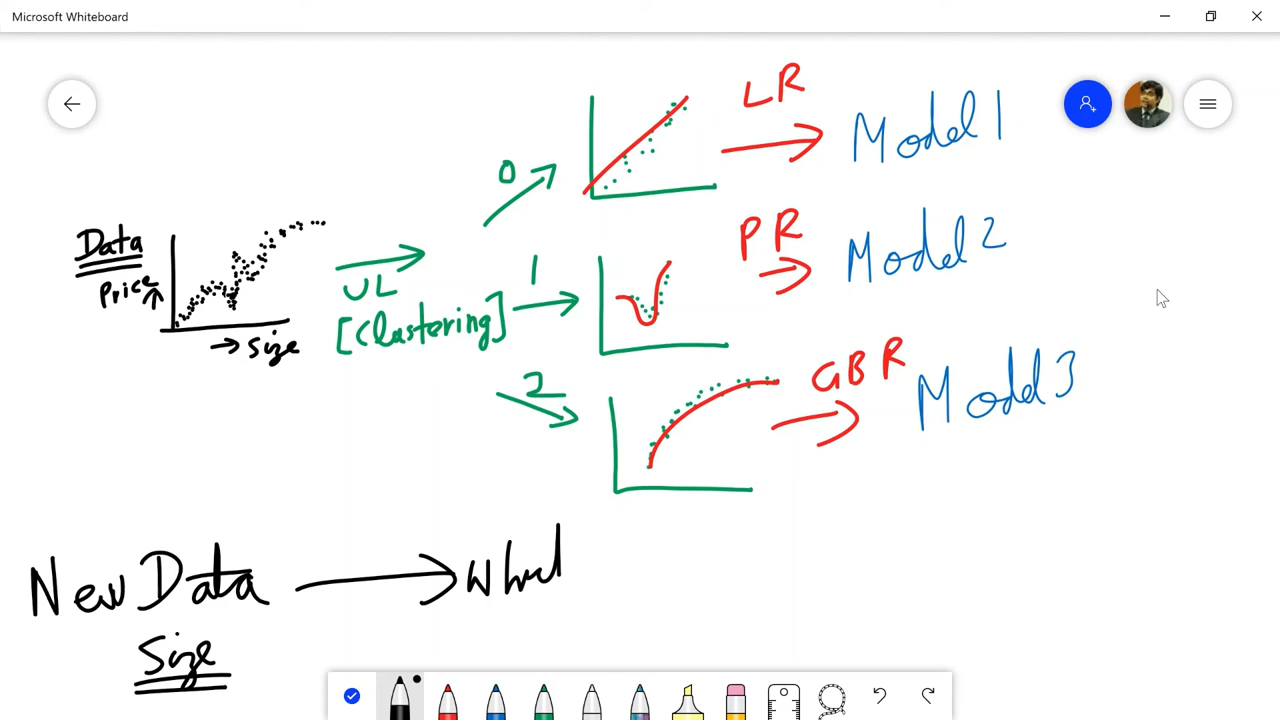 Microsoft Whiteboard
Data
Price
Size
UL
[Clustering]
0
1
2
LR
Model 1
PR
Model 2
GBR
Model 3
New Data
Size